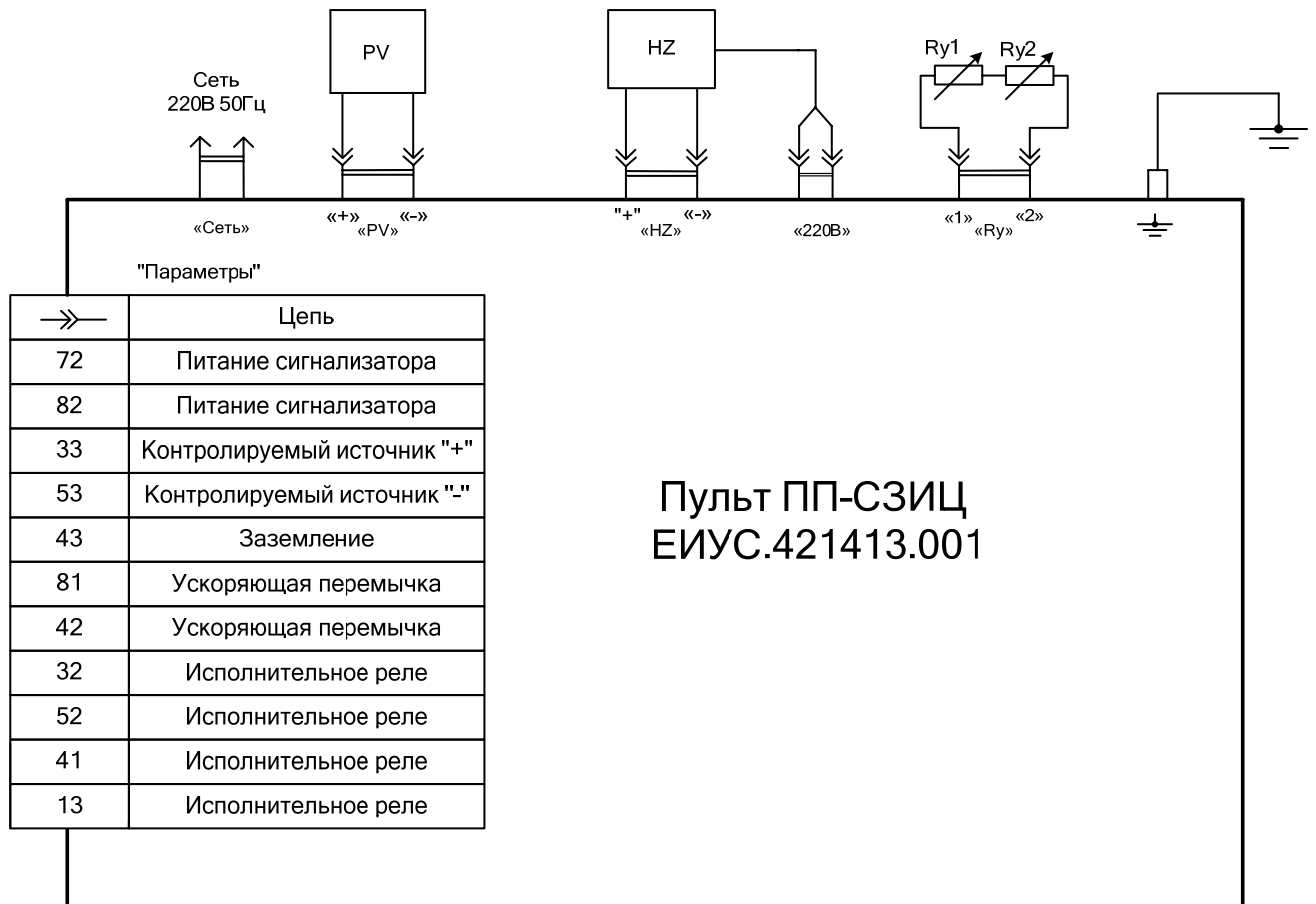 PV
HZ
Ry1 Ry2
Сеть
220В 50Гц
«Сеть»
«+» «-»
«PV»
"+" «-»
«HZ»
«220В»
«1» «2»
«Ry»
"Параметры"
Цепь
72 Питание сигнализатора
82 Питание сигнализатора
33 Контролируемый источник "+"
53 Контролируемый источник "-"
43 Заземление
81 Ускоряющая перемычка
42 Ускоряющая перемычка
32 Исполнительное реле
52 Исполнительное реле
41 Исполнительное реле
13 Исполнительное реле
Пульт ПП-СЗИЦ
ЕИУС.421413.001